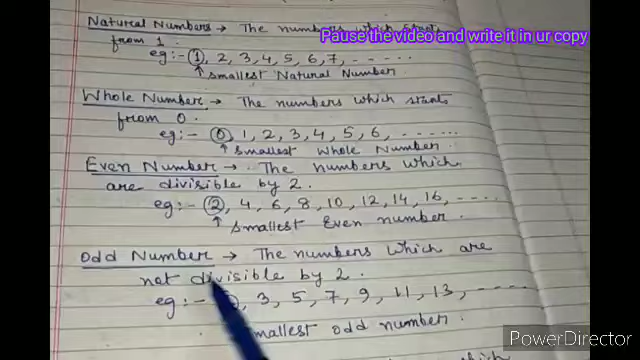 Natural Numbers → The numbers which starts
from 1.
Pause the video and write it in ur copy
eg :- 1, 2, 3, 4, 5, 6, 7, ......
↑ smallest Natural Number
Whole Number → The numbers which starts
from 0.
eg :- 0, 1, 2, 3, 4, 5, 6, ......
↑ smallest Whole Number.
Even Number → The numbers which
are divisible by 2.
eg :- 2, 4, 6, 8, 10, 12, 14, 16, ....
↑ smallest Even number.
Odd Number → The numbers which are
not divisible by 2.
eg :- 3, 5, 7, 9, 11, 13, .....
smallest odd number.
which
PowerDirector